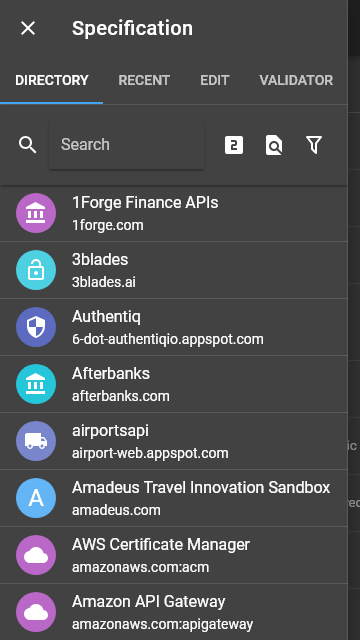 Specification
DIRECTORY RECENT EDIT VALIDATOR
Search 2
1Forge Finance APIs
1forge.com
3blades
3blades.ai
Authentiq
6-dot-authentiqio.appspot.com
Afterbanks
afterbanks.com
airportsapi
airport-web.appspot.com
ic
A Amadeus Travel Innovation Sandbox
amadeus.com
AWS Certificate Manager
amazonaws.com:acm
Amazon API Gateway
amazonaws.com:apigateway